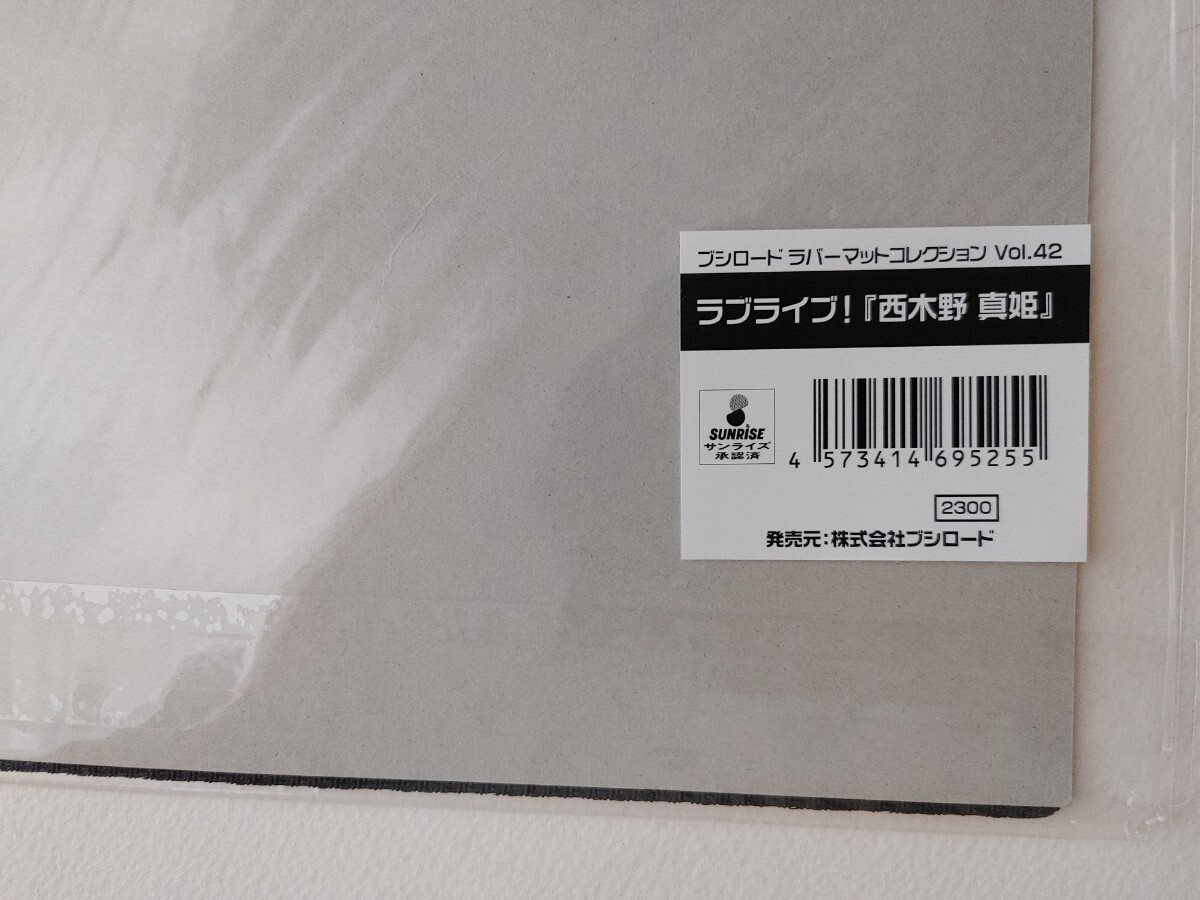 ブシロード ラバーマットコレクション Vol.42
ラブライブ！『西木野 真姫』
SUNRISE
サンライズ
承認済
4 573414 695255
2300
発売元：株式会社ブシロード